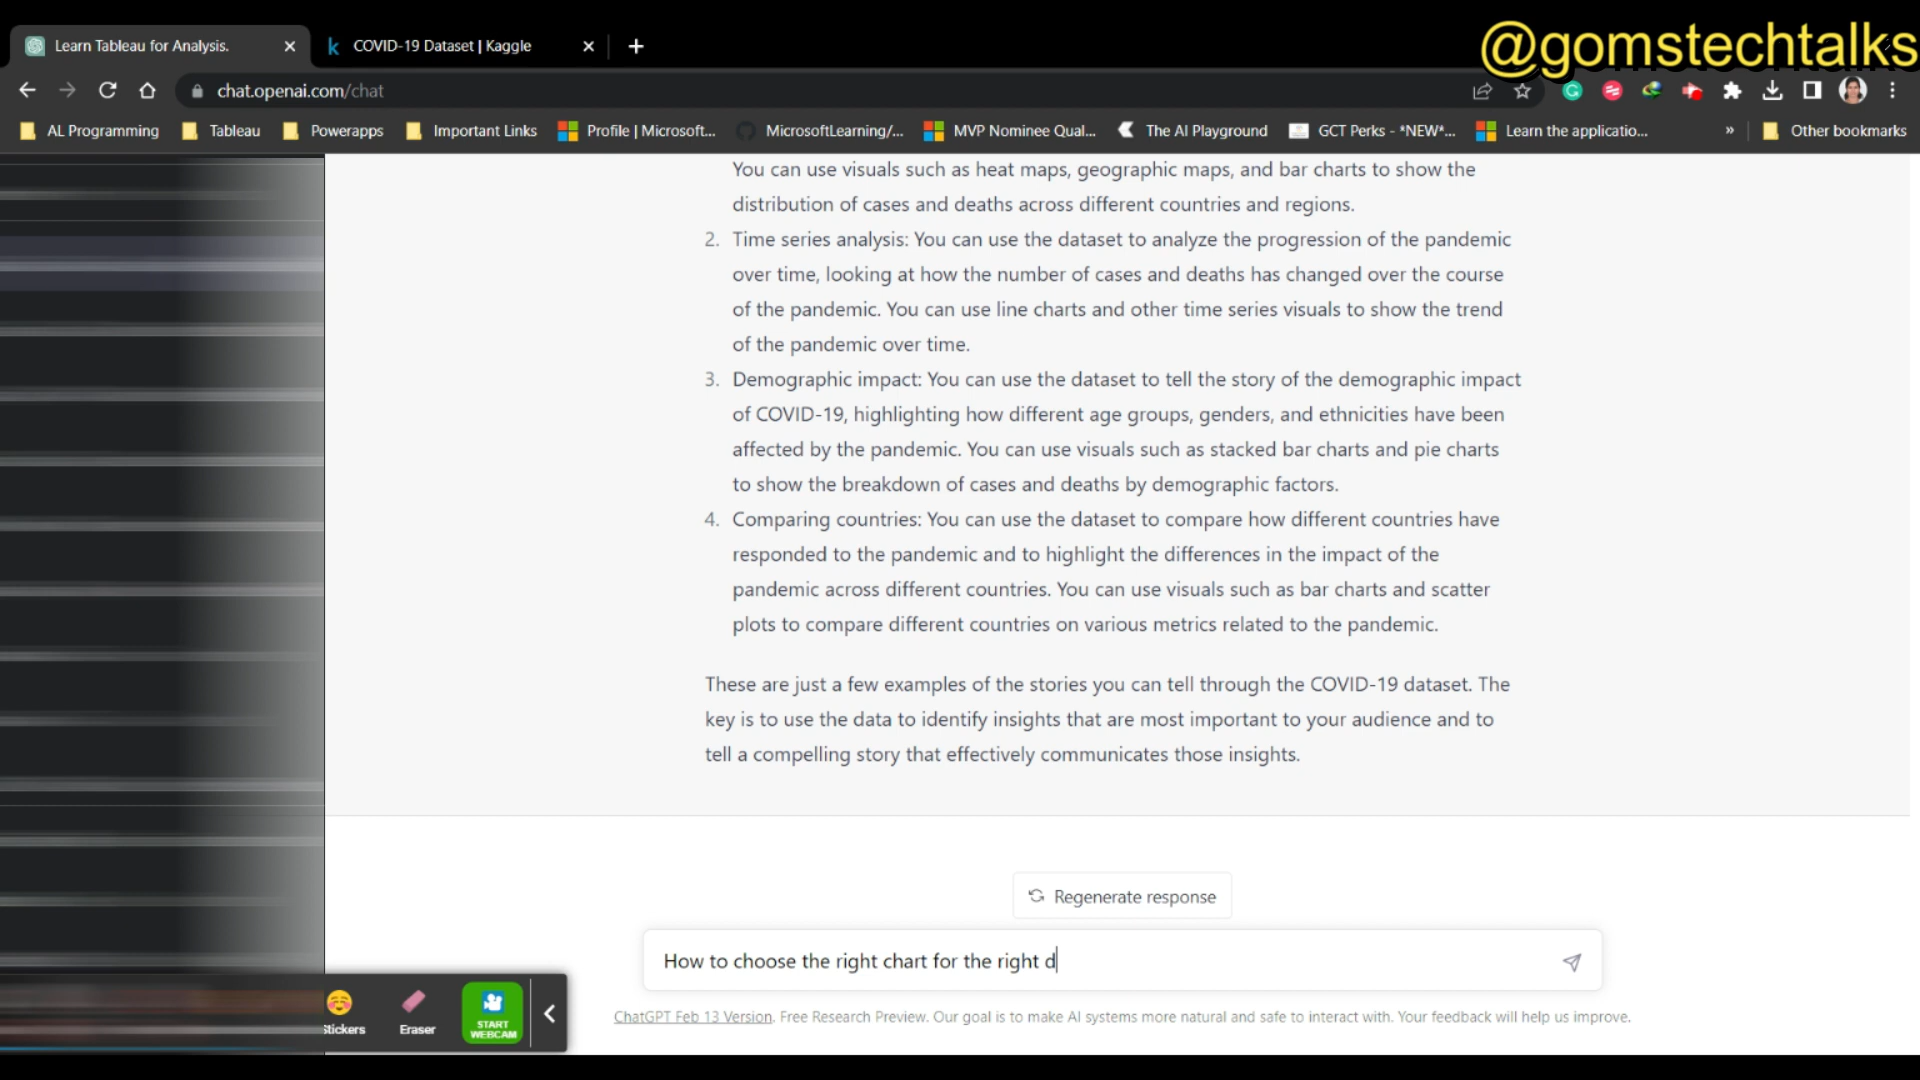 @gomstechtalks
Learn Tableau for Analysis.
COVID-19 Dataset | Kaggle
chat.openai.com/chat
AL Programming
Tableau
Powerapps
Important Links
Profile | Microsoft...
MicrosoftLearning/...
MVP Nominee Qual...
The AI Playground
GCT Perks - *NEW*...
Learn the applicatio...
»
Other bookmarks
You can use visuals such as heat maps, geographic maps, and bar charts to show the
distribution of cases and deaths across different countries and regions.
2. Time series analysis: You can use the dataset to analyze the progression of the pandemic
over time, looking at how the number of cases and deaths has changed over the course
of the pandemic. You can use line charts and other time series visuals to show the trend
of the pandemic over time.
3. Demographic impact: You can use the dataset to tell the story of the demographic impact
of COVID-19, highlighting how different age groups, genders, and ethnicities have been
affected by the pandemic. You can use visuals such as stacked bar charts and pie charts
to show the breakdown of cases and deaths by demographic factors.
4. Comparing countries: You can use the dataset to compare how different countries have
responded to the pandemic and to highlight the differences in the impact of the
pandemic across different countries. You can use visuals such as bar charts and scatter
plots to compare different countries on various metrics related to the pandemic.
These are just a few examples of the stories you can tell through the COVID-19 dataset. The
key is to use the data to identify insights that are most important to your audience and to
tell a compelling story that effectively communicates those insights.
Regenerate response
How to choose the right chart for the right d
Stickers
Eraser
START
WEBCAM
ChatGPT Feb 13 Version. Free Research Preview. Our goal is to make AI systems more natural and safe to interact with. Your feedback will help us improve.